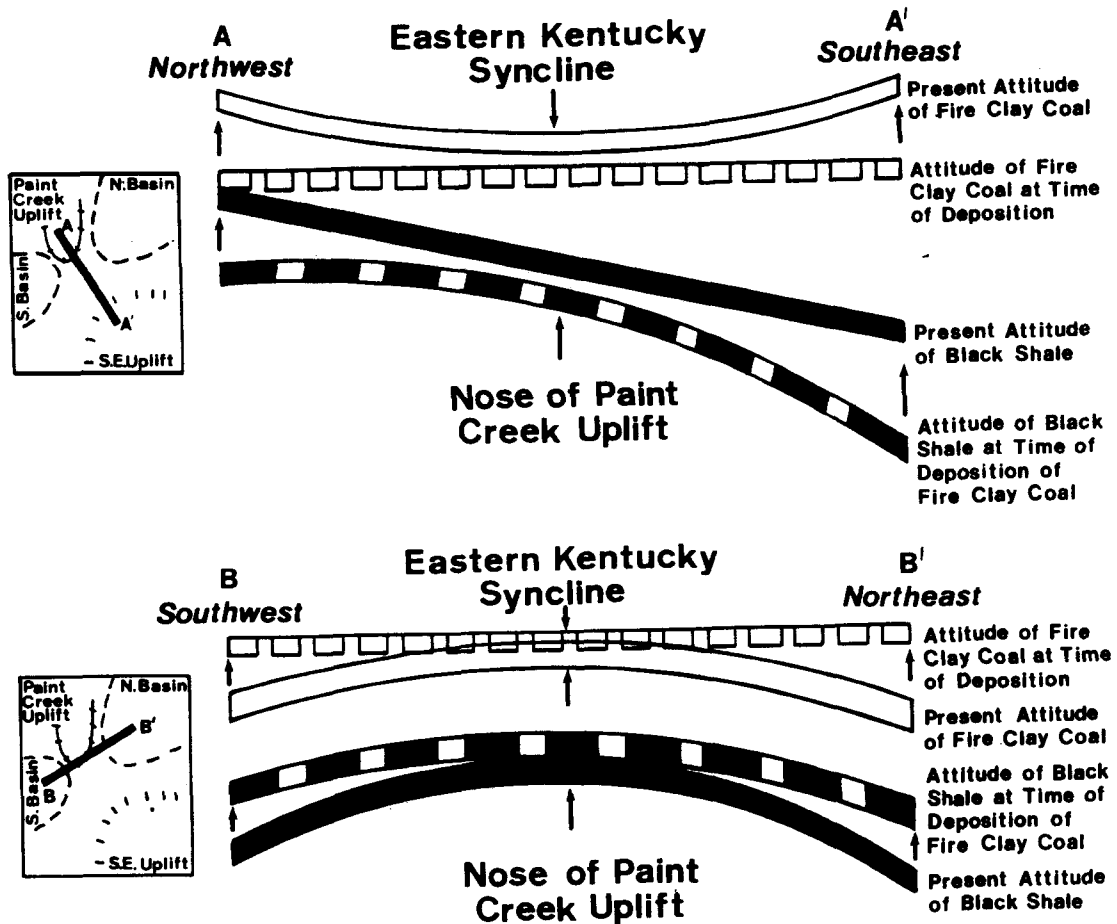 A
Northwest
Eastern Kentucky
Syncline
A'
Southeast
Present Attitude
of Fire Clay Coal
Attitude of Fire
Clay Coal at Time
of Deposition
Paint
Creek
Uplift
N. Basin
A
S. Basin
A'
S.E. Uplift
Present Attitude
of Black Shale
Nose of Paint
Creek Uplift
Attitude of Black
Shale at Time of
Deposition of
Fire Clay Coal
B
Southwest
Eastern Kentucky
Syncline
B'
Northeast
Attitude of Fire
Clay Coal at Time
of Deposition
Paint
Creek
Uplift
N. Basin
B'
S. Basin
B
S.E. Uplift
Present Attitude
of Fire Clay Coal
Attitude of Black
Shale at Time of
Deposition of
Fire Clay Coal
Nose of Paint
Creek Uplift
Present Attitude
of Black Shale